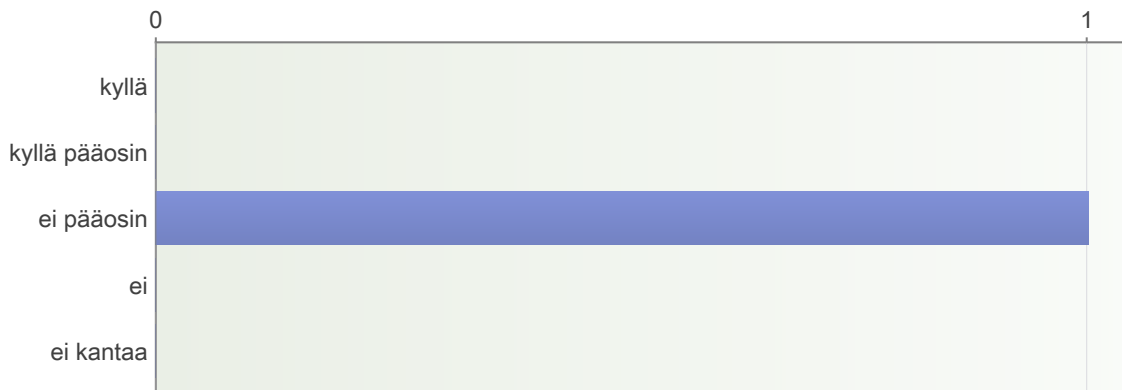 0 1
kyllä
kyllä pääosin
ei pääosin
ei
ei kantaa